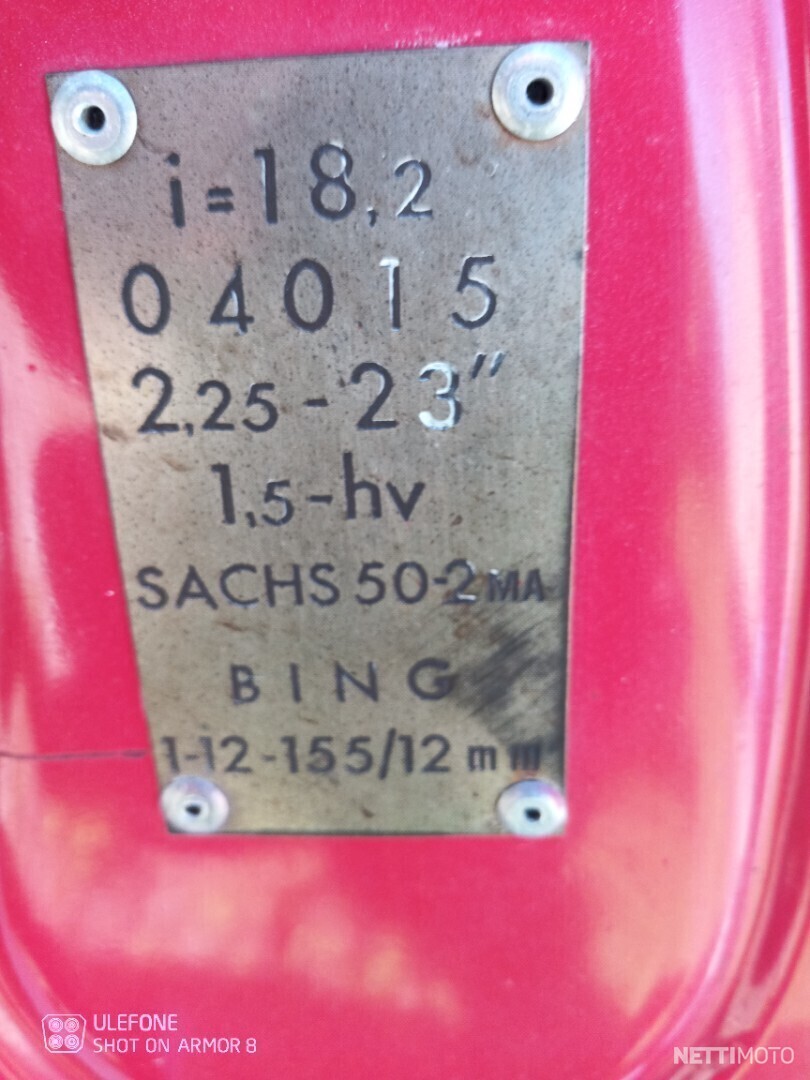 i=18,2
04015
2,25-23"
1,5-hv
SACHS 50-2MA
BING
1-12-155/12 mm
ULEFONE
SHOT ON ARMOR 8
NETTIMOTO